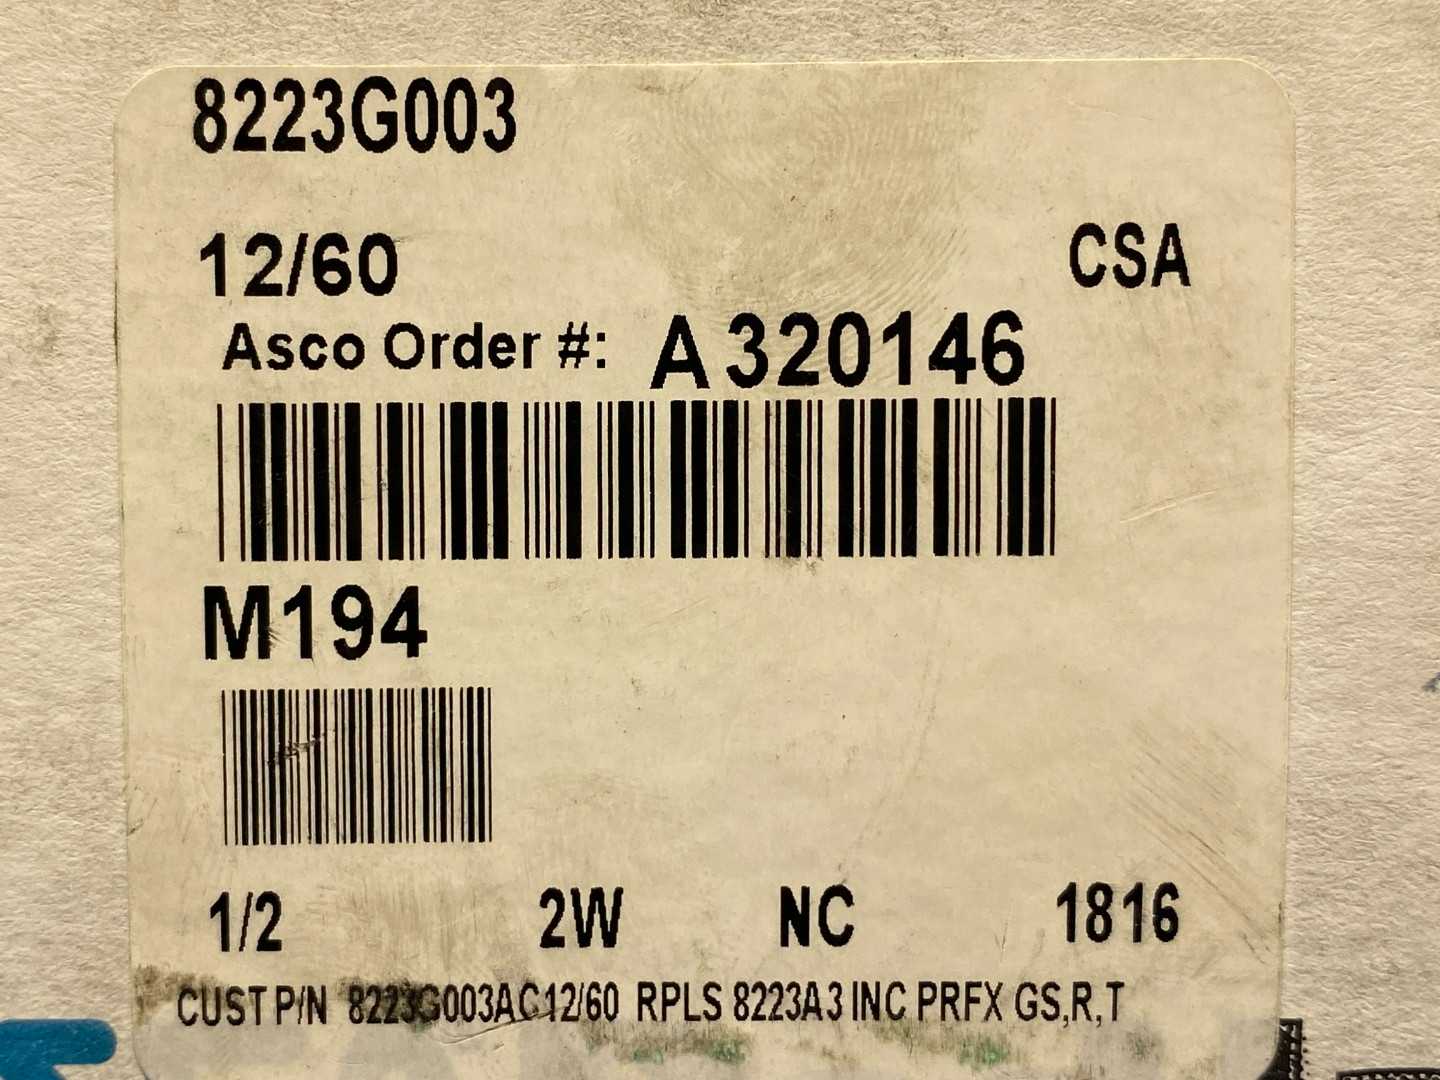 8223G003
12/60 CSA
Asco Order #: A320146
M194
1/2 2W NC 1816
CUST P/N 8223G003AC12/60 RPLS 8223A3 INC PRFX GS,R,T